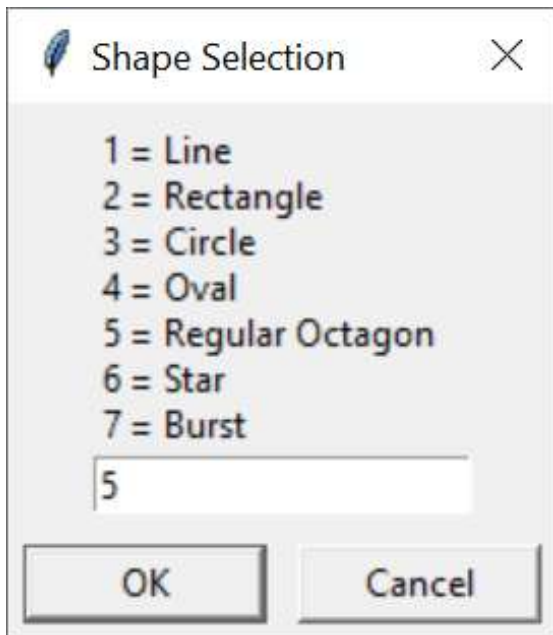 Shape Selection
1 = Line
2 = Rectangle
3 = Circle
4 = Oval
5 = Regular Octagon
6 = Star
7 = Burst
5
OK Cancel